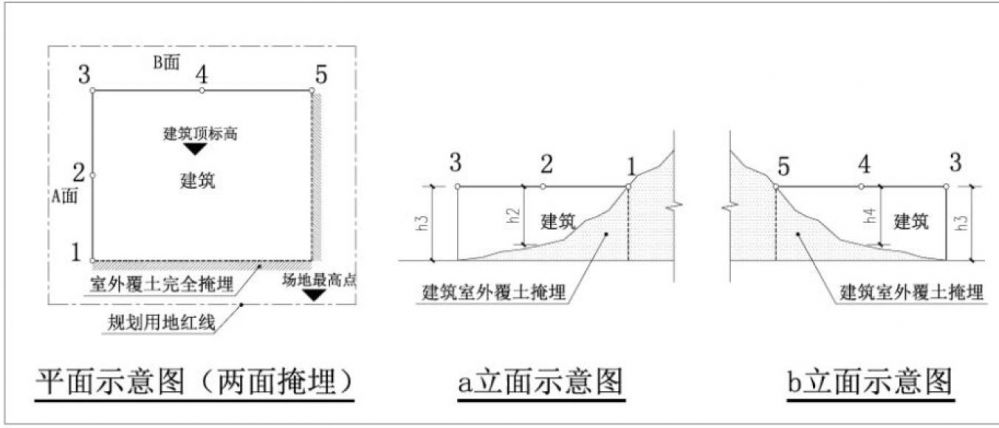 B面
3
4
5
建筑顶标高
2
建筑
A面
1
室外覆土完全掩埋
场地最高点
规划用地红线
平面示意图（两面掩埋）
3
2
1
h3
h2
建筑
建筑室外覆土掩埋
a立面示意图
5
4
3
h4
建筑
h3
建筑室外覆土掩埋
b立面示意图